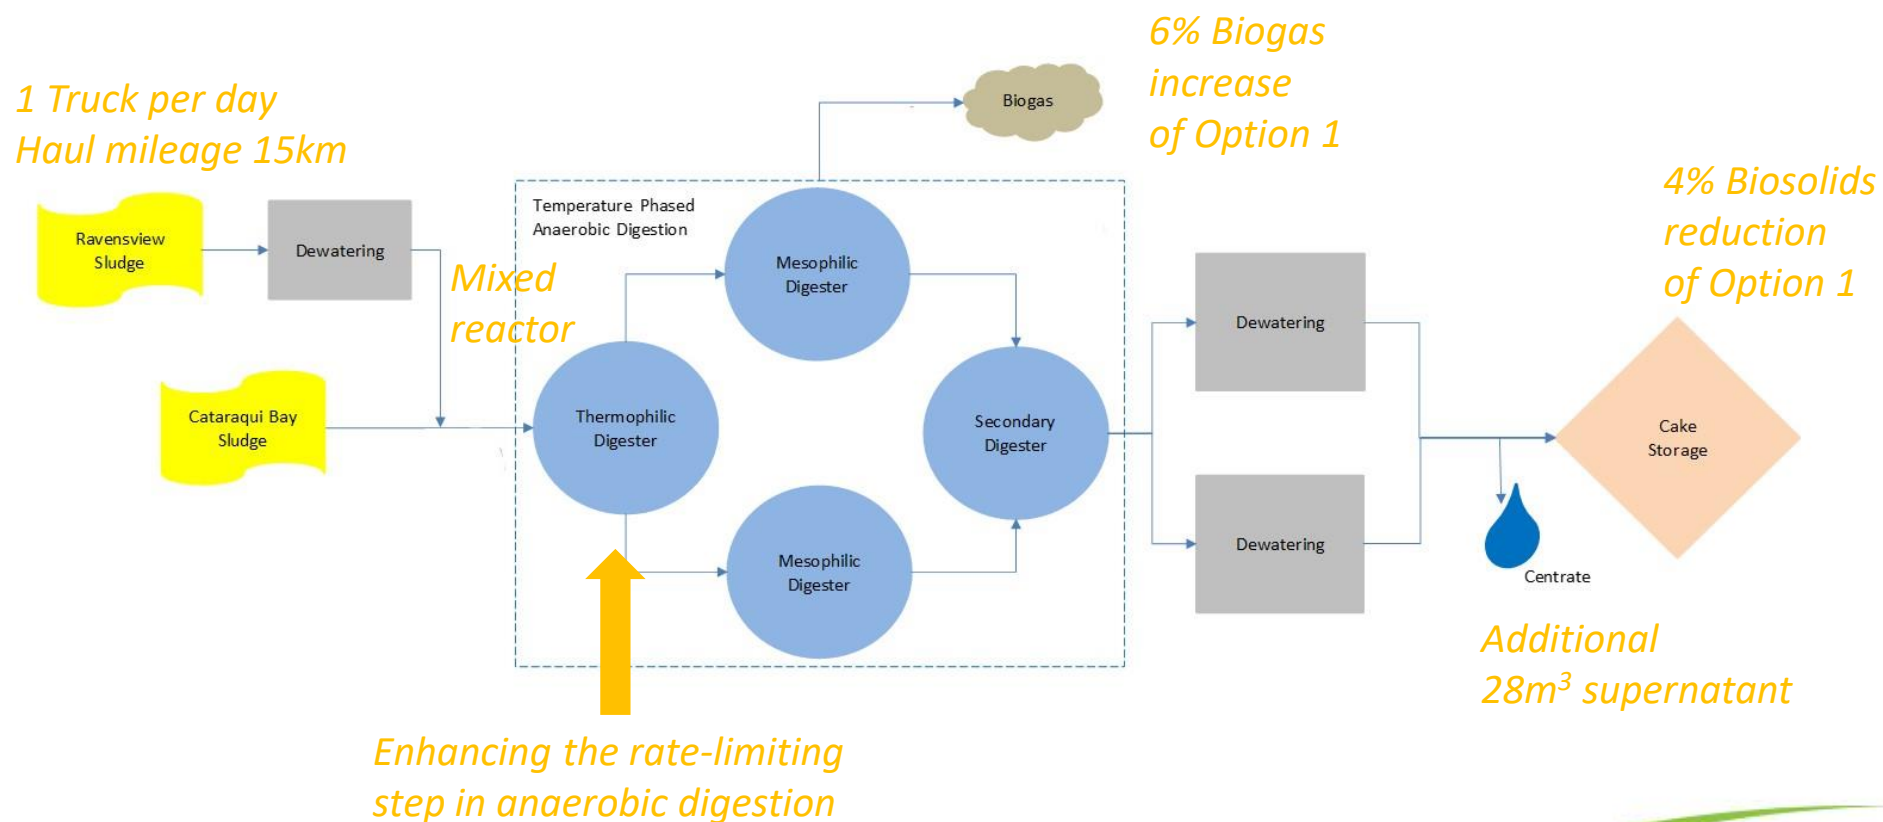 1 Truck per day
Haul mileage 15km
Ravensview
Sludge
Dewatering
Cataraqui Bay
Sludge
Mixed
reactor
Temperature Phased
Anaerobic Digestion
Thermophilic
Digester
Mesophilic
Digester
Mesophilic
Digester
Secondary
Digester
Enhancing the rate-limiting
step in anaerobic digestion
Biogas
6% Biogas
increase
of Option 1
Dewatering
Dewatering
Centrate
Additional
28m³ supernatant
Cake
Storage
4% Biosolids
reduction
of Option 1